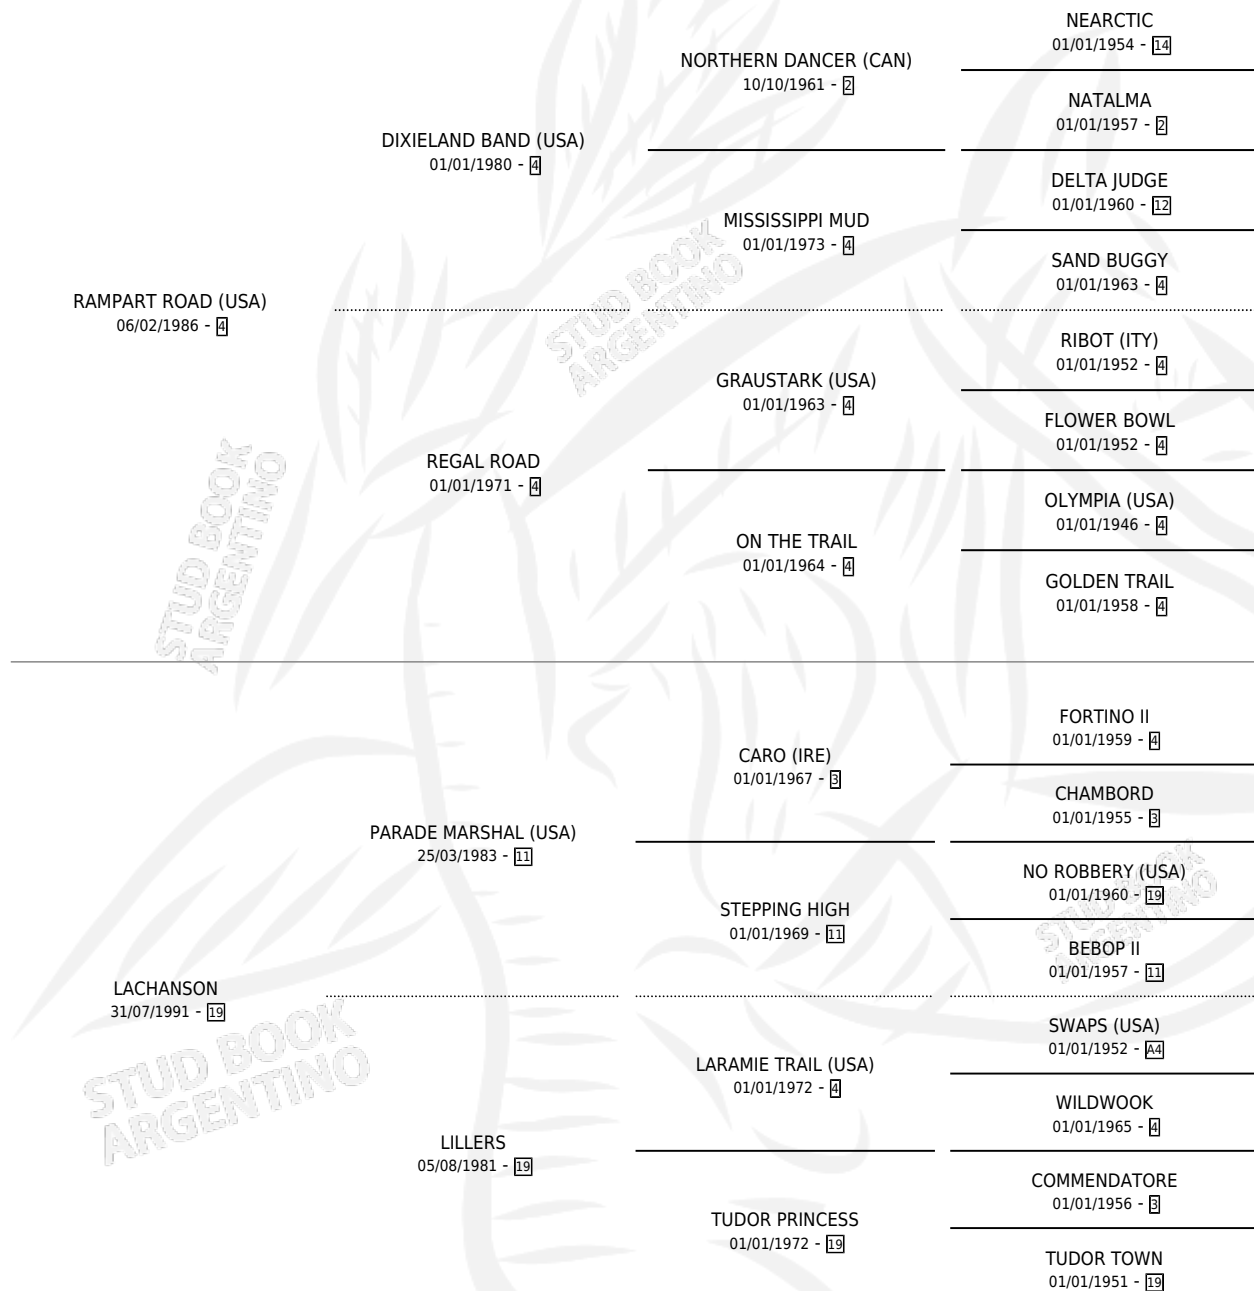 NEARCTIC
01/01/1954 - 14
NORTHERN DANCER (CAN)
10/10/1961 - 2
NATALMA
01/01/1957 - 2
DIXIELAND BAND (USA)
01/01/1980 - 4
DELTA JUDGE
01/01/1960 - 12
MISSISSIPPI MUD
01/01/1973 - 4
SAND BUGGY
01/01/1963 - 4
RAMPART ROAD (USA)
06/02/1986 - 4
RIBOT (ITY)
01/01/1952 - 4
GRAUSTARK (USA)
01/01/1963 - 4
FLOWER BOWL
01/01/1952 - 4
REGAL ROAD
01/01/1971 - 4
OLYMPIA (USA)
01/01/1946 - 4
ON THE TRAIL
01/01/1964 - 4
GOLDEN TRAIL
01/01/1958 - 4
FORTINO II
01/01/1959 - 4
CARO (IRE)
01/01/1967 - 3
CHAMBORD
01/01/1955 - 3
PARADE MARSHAL (USA)
25/03/1983 - 11
NO ROBBERY (USA)
01/01/1960 - 19
STEPPING HIGH
01/01/1969 - 11
BEBOP II
01/01/1957 - 11
LACHANSON
31/07/1991 - 19
SWAPS (USA)
01/01/1952 - A4
LARAMIE TRAIL (USA)
01/01/1972 - 4
WILDWOOK
01/01/1965 - 4
LILLERS
05/08/1981 - 19
COMMENDATORE
01/01/1956 - 3
TUDOR PRINCESS
01/01/1972 - 19
TUDOR TOWN
01/01/1951 - 19
STUD BOOK
ARGENTINO
STUD BOOK
ARGENTINO
STUD BOOK
ARGENTINO
STUD BOOK
ARGENTINO